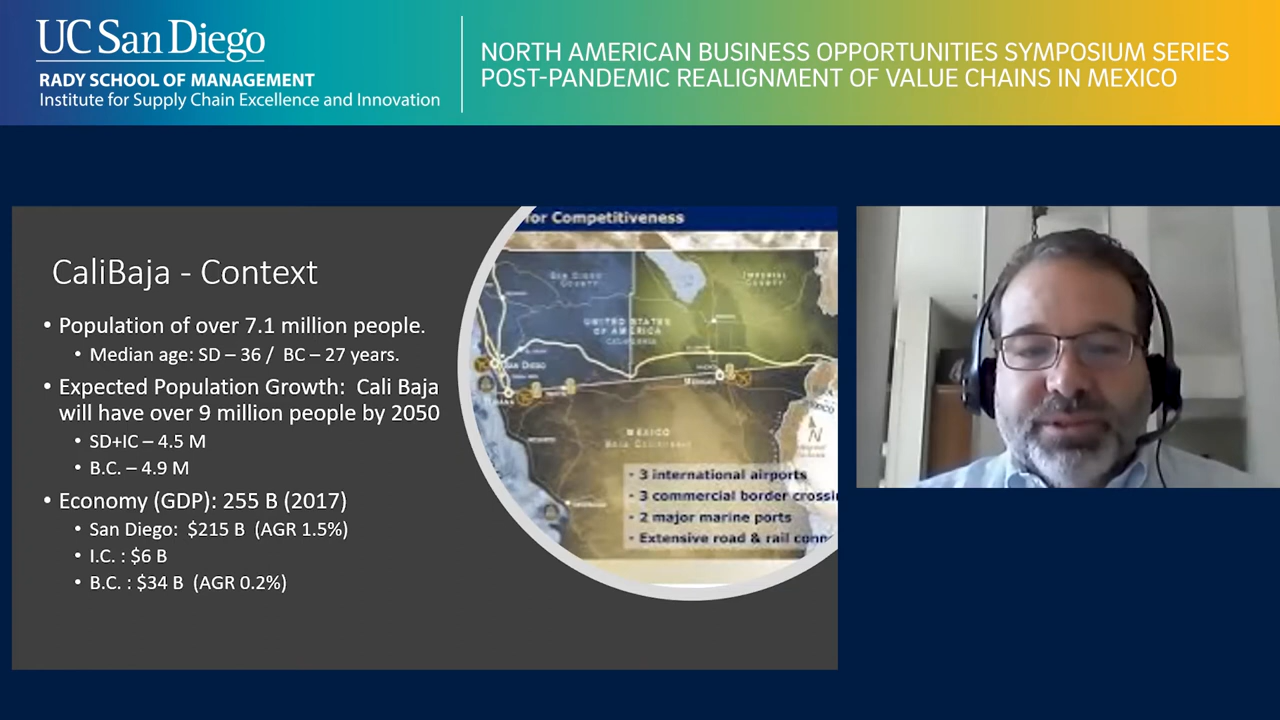 UC San Diego
RADY SCHOOL OF MANAGEMENT
Institute for Supply Chain Excellence and Innovation
NORTH AMERICAN BUSINESS OPPORTUNITIES SYMPOSIUM SERIES
POST-PANDEMIC REALIGNMENT OF VALUE CHAINS IN MEXICO
CaliBaja - Context
• Population of over 7.1 million people.
• Median age: SD – 36 / BC – 27 years.
• Expected Population Growth: Cali Baja
will have over 9 million people by 2050
• SD+IC – 4.5 M
• B.C. – 4.9 M
• Economy (GDP): 255 B (2017)
• San Diego: $215 B (AGR 1.5%)
• I.C. : $6 B
• B.C. : $34 B (AGR 0.2%)
for Competitiveness
SAN DIEGO
COUNTY
IMPERIAL
COUNTY
UNITED STATES
OF AMERICA
CALIFORNIA
SAN DIEGO
MEXICO
N
- 3 international airports
- 3 commercial border crossi
- 2 major marine ports
- Extensive road & rail conn